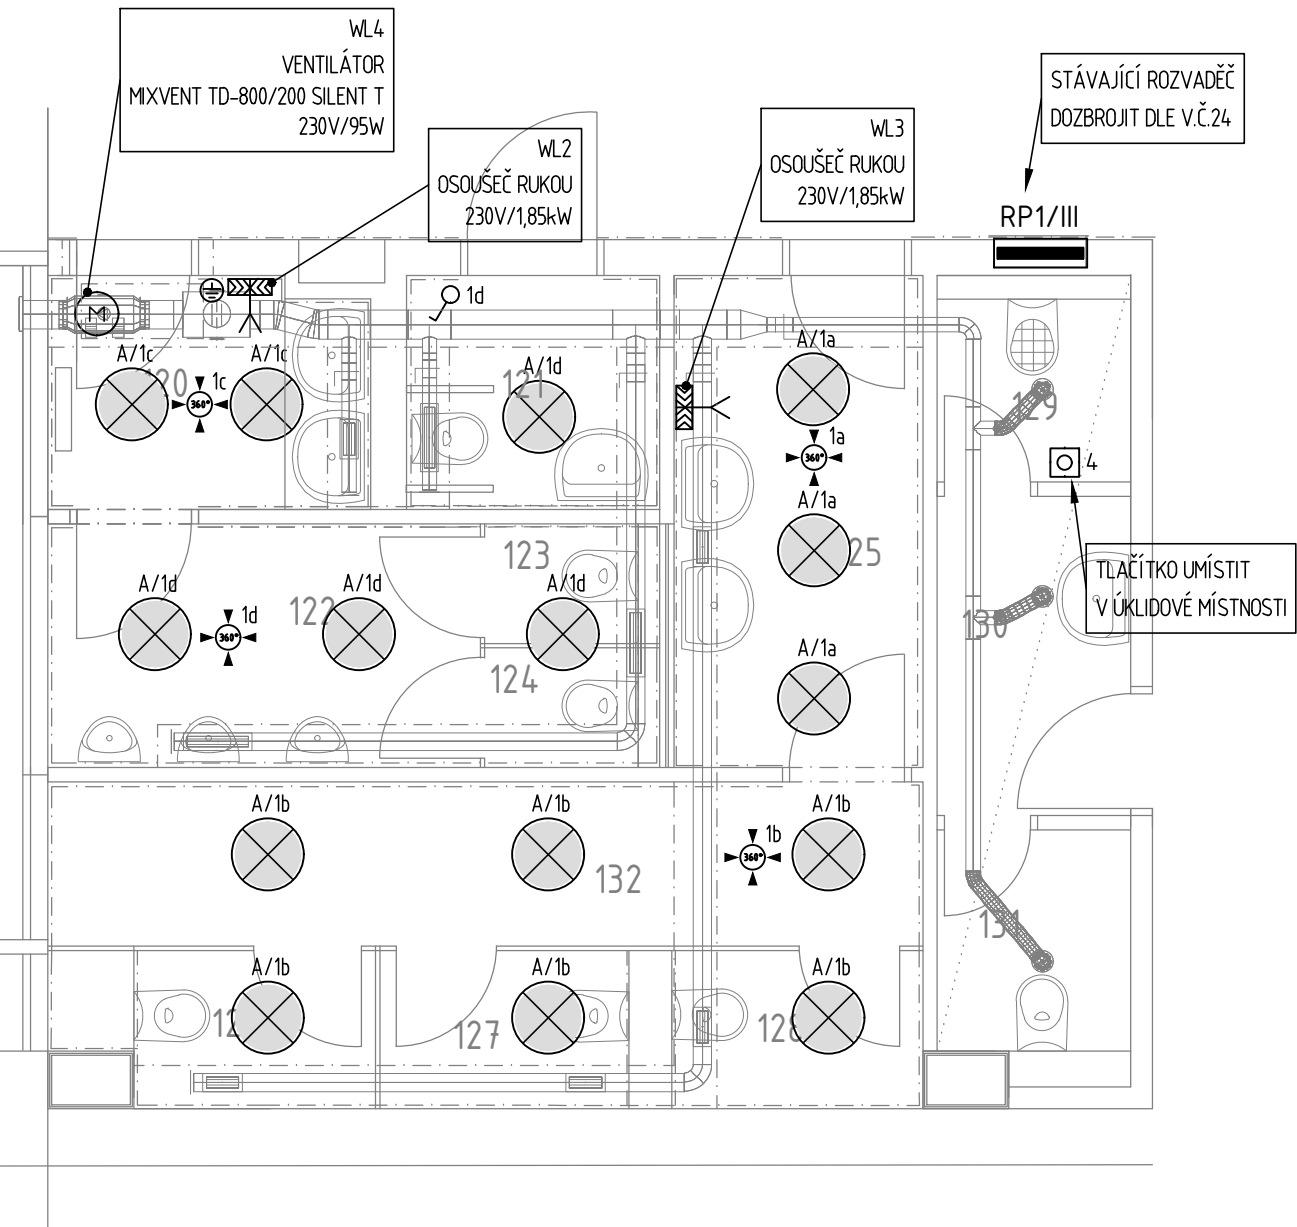 WL4
VENTILÁTOR
MIXVENT TD-800/200 SILENT T
230V/95W
WL2
OSOUŠEČ RUKOU
230V/1,85kW
WL3
OSOUŠEČ RUKOU
230V/1,85kW
STÁVAJÍCÍ ROZVADĚČ
DOZBROJIT DLE V.Č.24
RP1/III
M
1d
A/1c
A/1c
120
1c
360°
A/1d
121
A/1a
1a
360°
A/1a
125
129
4
TLAČÍTKO UMÍSTIT
V ÚKLIDOVÉ MÍSTNOSTI
130
123
A/1d
A/1d
A/1d
122
1d
360°
124
A/1a
A/1b
A/1b
A/1b
1b
360°
132
131
A/1b
A/1b
A/1b
127
128